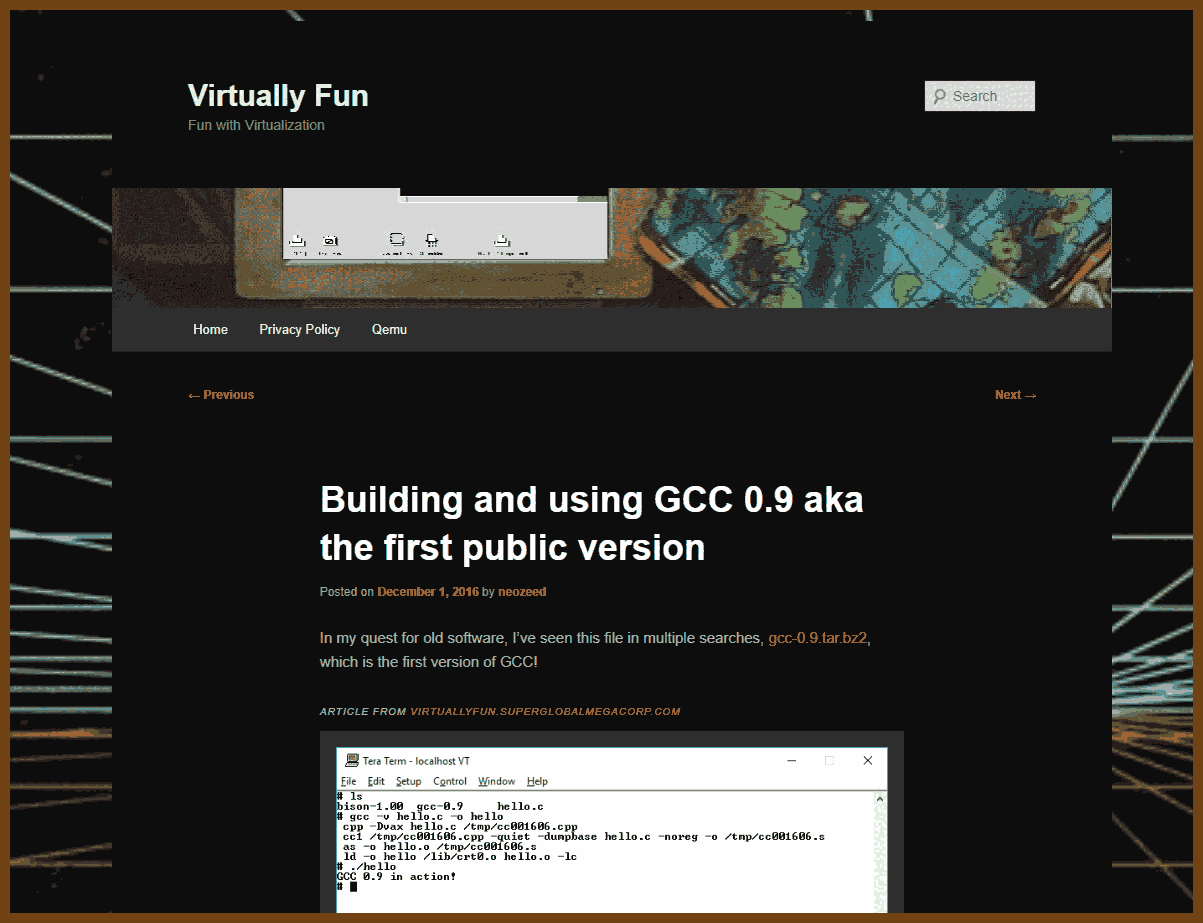 Virtually Fun
Fun with Virtualization
Search
Home Privacy Policy Qemu
← Previous Next →
Building and using GCC 0.9 aka
the first public version
Posted on December 1, 2016 by neozeed
In my quest for old software, I've seen this file in multiple searches, gcc-0.9.tar.bz2,
which is the first version of GCC!
ARTICLE FROM VIRTUALLYFUN.SUPERGLOBALMEGACORP.COM
Tera Term - localhost VT
File Edit Setup Control Window Help
# ls
bison-1.00 gcc-0.9 hello.c
# gcc -v hello.c -o hello
cpp -Dvax hello.c /tmp/cc001606.cpp
cc1 /tmp/cc001606.cpp -quiet -dumpbase hello.c -noreg -o /tmp/cc001606.s
as -o hello.o /tmp/cc001606.s
ld -o hello /lib/crt0.o hello.o -lc
# ./hello
GCC 0.9 in action!
#